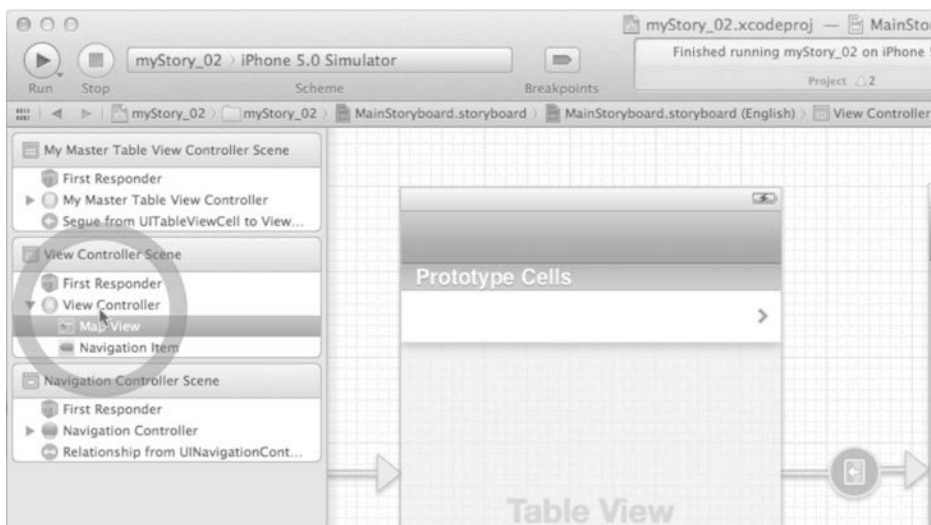 myStory_02.xcodeproj — MainSto
myStory_02 iPhone 5.0 Simulator
Finished running myStory_02 on iPhone
Run Stop Scheme Breakpoints Project 2
myStory_02 myStory_02 MainStoryboard.storyboard MainStoryboard.storyboard (English) View Controller
My Master Table View Controller Scene
First Responder
My Master Table View Controller
Segue from UITableViewCell to View...
View Controller Scene
First Responder
View Controller
Map View
Navigation Item
Navigation Controller Scene
First Responder
Navigation Controller
Relationship from UINavigationCont...
Prototype Cells
Table View